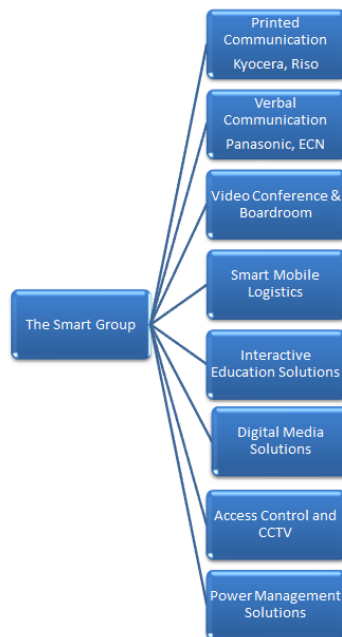 Printed
Communication
Kyocera, Riso
Verbal
Communication
Panasonic, ECN
Video Conference &
Boardroom
Smart Mobile
Logistics
The Smart Group
Interactive
Education Solutions
Digital Media
Solutions
Access Control and
CCTV
Power Management
Solutions